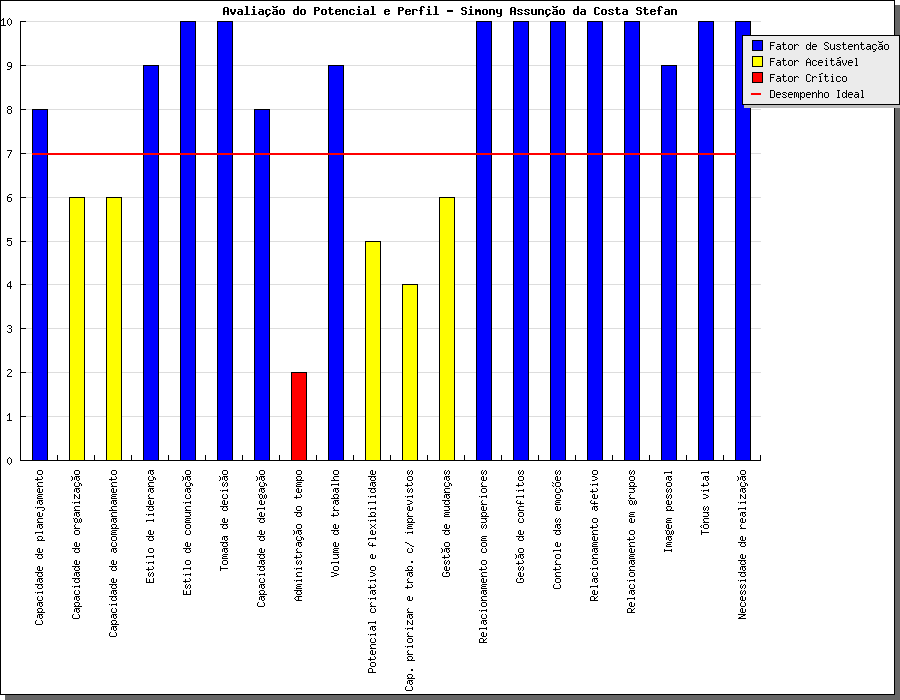 Avaliação do Potencial e Perfil - Simony Assunção da Costa Stefan
10
9
8
7
6
5
4
3
2
1
0
Fator de Sustentação
Fator Aceitável
Fator Crítico
Desempenho Ideal
Capacidade de planejamento
Capacidade de organização
Capacidade de acompanhamento
Estilo de liderança
Estilo de comunicação
Tomada de decisão
Capacidade de delegação
Administração do tempo
Volume de trabalho
Potencial criativo e flexibilidade
Cap. priorizar e trab. c/ imprevistos
Gestão de mudanças
Relacionamento com superiores
Gestão de conflitos
Controle das emoções
Relacionamento afetivo
Relacionamento em grupos
Imagem pessoal
Tônus vital
Necessidade de realização